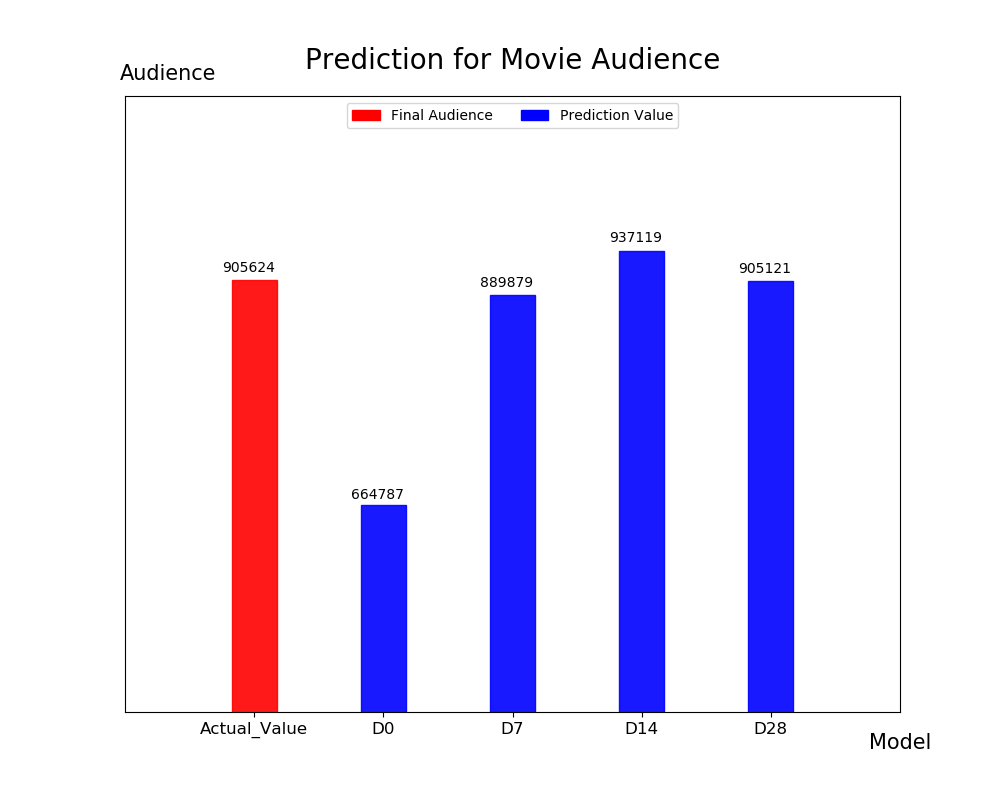 Prediction for Movie Audience
Audience
Final Audience Prediction Value
937119
905624
905121
889879
664787
Actual_Value D0 D7 D14 D28
Model